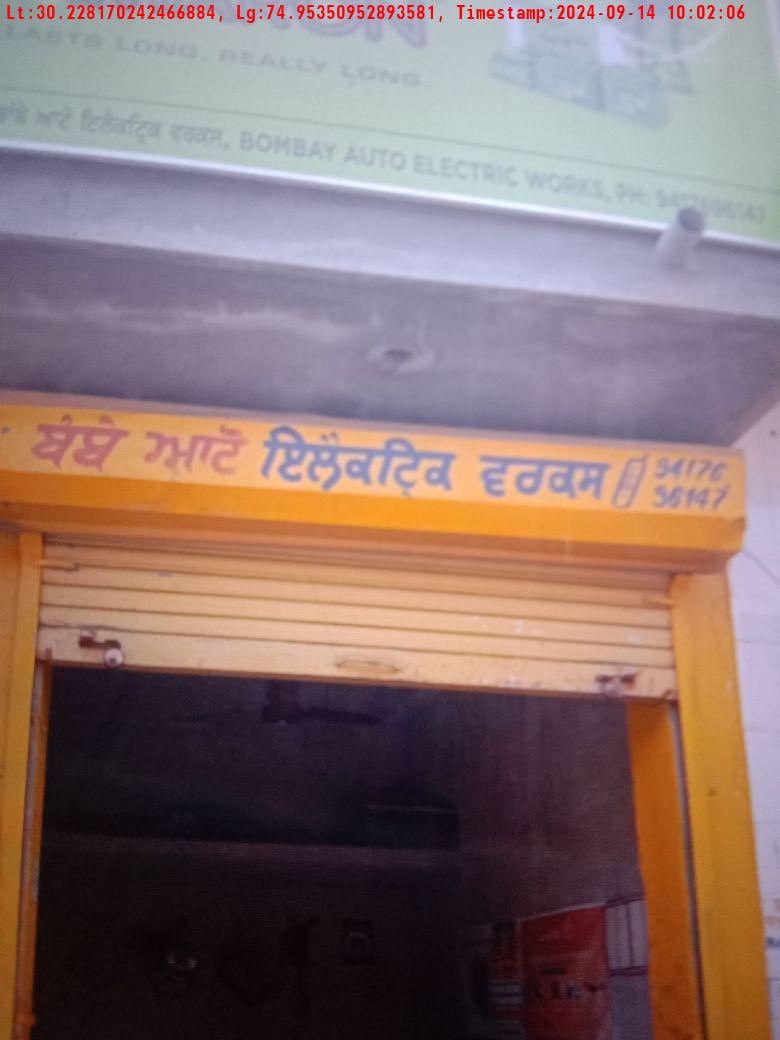 Lt:30.228170242466884, Lg:74.95350952893581, Timestamp:2024-09-14 10:02:06
LASTS LONG. REALLY LONG.
ਬੰਬੇ ਆਟੋ ਇਲੈਕਟ੍ਰਿਕ ਵਰਕਸ, BOMBAY AUTO ELECTRIC WORKS, PH:
ਬੰਬੇ ਆਟੋ ਇਲੈਕਟ੍ਰਿਕ ਵਰਕਸ
94176
96147